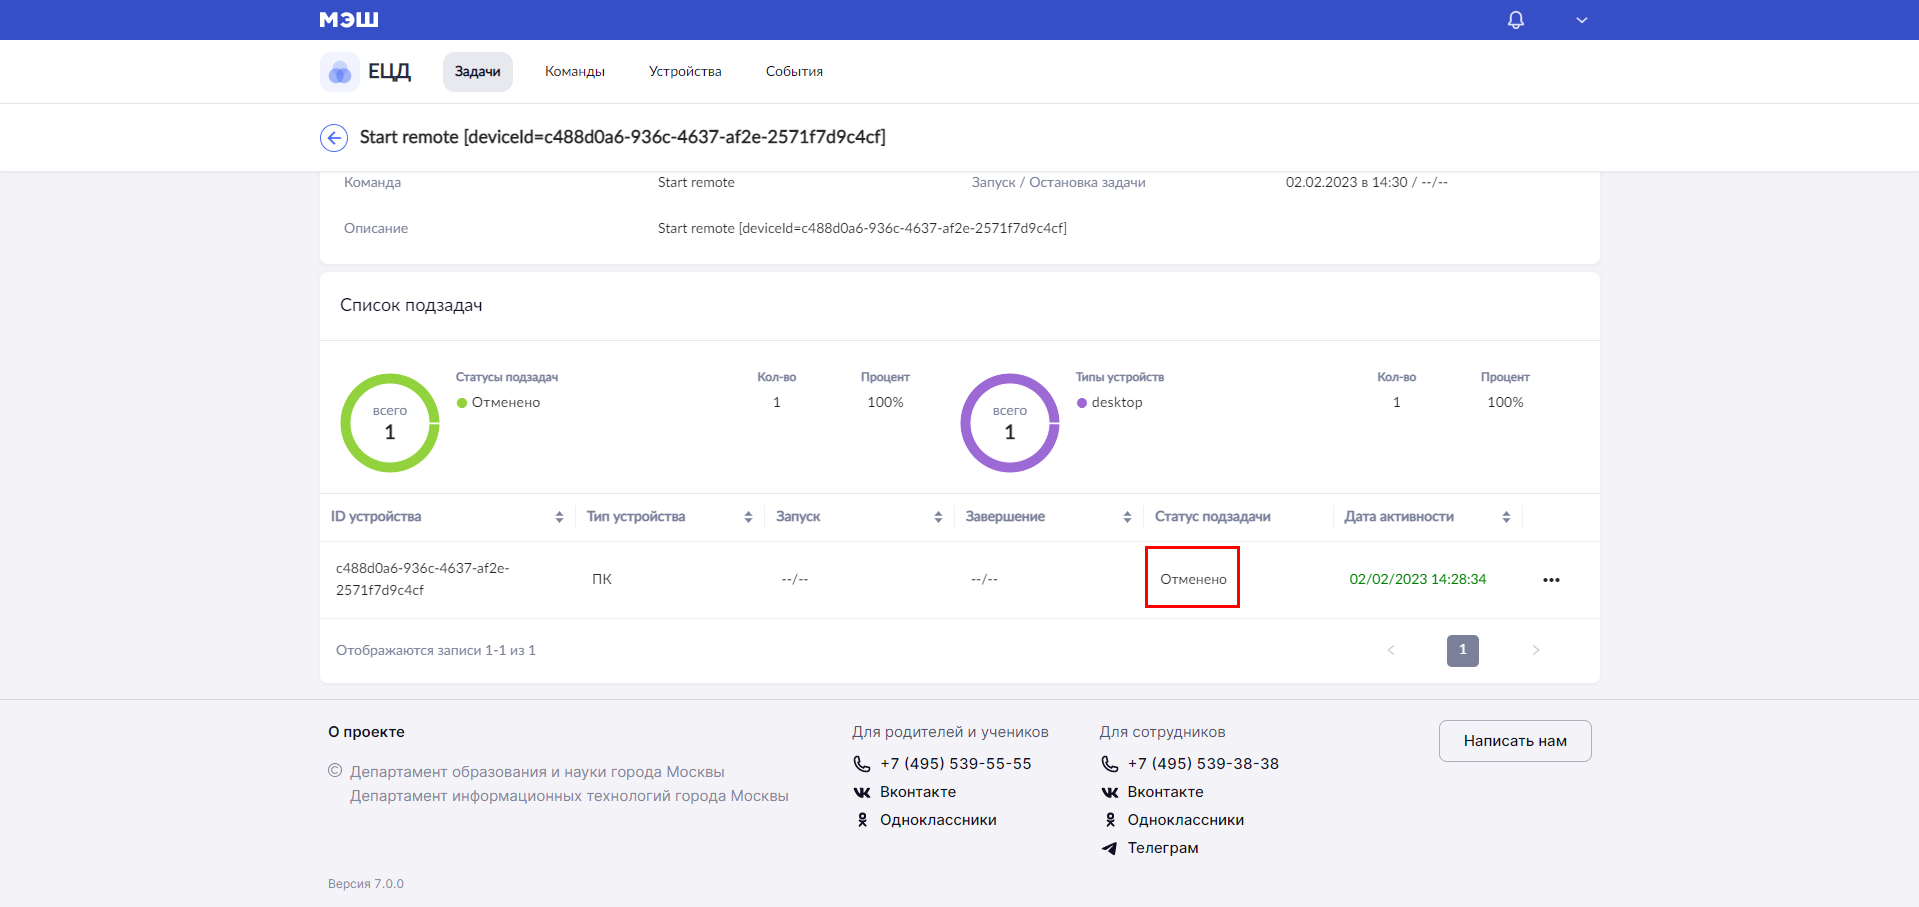 МЭШ
ЕЦД Задачи Команды Устройства События
Start remote [deviceId=c488d0a6-936c-4637-af2e-2571f7d9c4cf]
Команда Start remote Запуск / Остановка задачи 02.02.2023 в 14:30 / --/--
Описание Start remote [deviceId=c488d0a6-936c-4637-af2e-2571f7d9c4cf]
Список подзадач
всего
1
Статусы подзадач Кол-во Процент
Отменено 1 100%
всего
1
Типы устройств Кол-во Процент
desktop 1 100%
ID устройства Тип устройства Запуск Завершение Статус подзадачи Дата активности
c488d0a6-936c-4637-af2e-
2571f7d9c4cf
ПК --/-- --/-- Отменено 02/02/2023 14:28:34 •••
Отображаются записи 1-1 из 1 < 1 >
О проекте
© Департамент образования и науки города Москвы
Департамент информационных технологий города Москвы
Для родителей и учеников
+7 (495) 539-55-55
Вконтакте
Одноклассники
Для сотрудников
+7 (495) 539-38-38
Вконтакте
Одноклассники
Телеграм
Написать нам
Версия 7.0.0